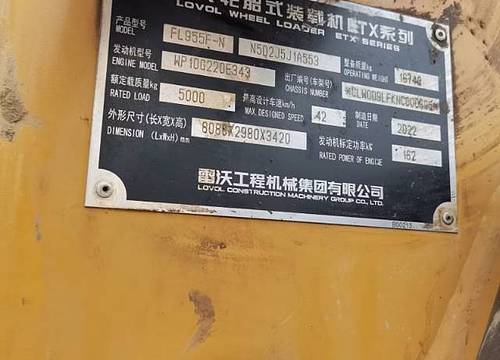 轮胎式装载机 ETX系列
LOVOL WHEEL LOADER ETX SERIES
产品型号 FL955F-N N5Q2J5J1A553 整备质量kg
MODEL OPERATING WEIGHT
发动机型号 WP10G220E343 出厂编号(车架号)
ENGINE MODEL CHASSIS NUMBER
额定载质量kg 5000 最高设计车速km/h 42 制造日期 2022
RATED LOAD MAX. DESIGNED SPEED DATE
外形尺寸(长X宽X高) 8085X2980X3420 发动机标定功率kW 162
DIMENSION (LxWxH) mm RATED POWER OF ENGINE
雷沃工程机械集团有限公司
LOVOL CONSTRUCTION MACHINERY GROUP CO., LTD.